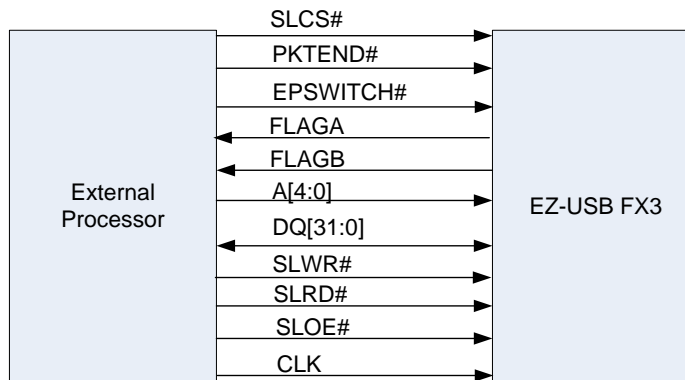 SLCS#
PKTEND#
EPSWITCH#
FLAGA
FLAGB
A[4:0]
DQ[31:0]
SLWR#
SLRD#
SLOE#
CLK
External
Processor
EZ-USB FX3